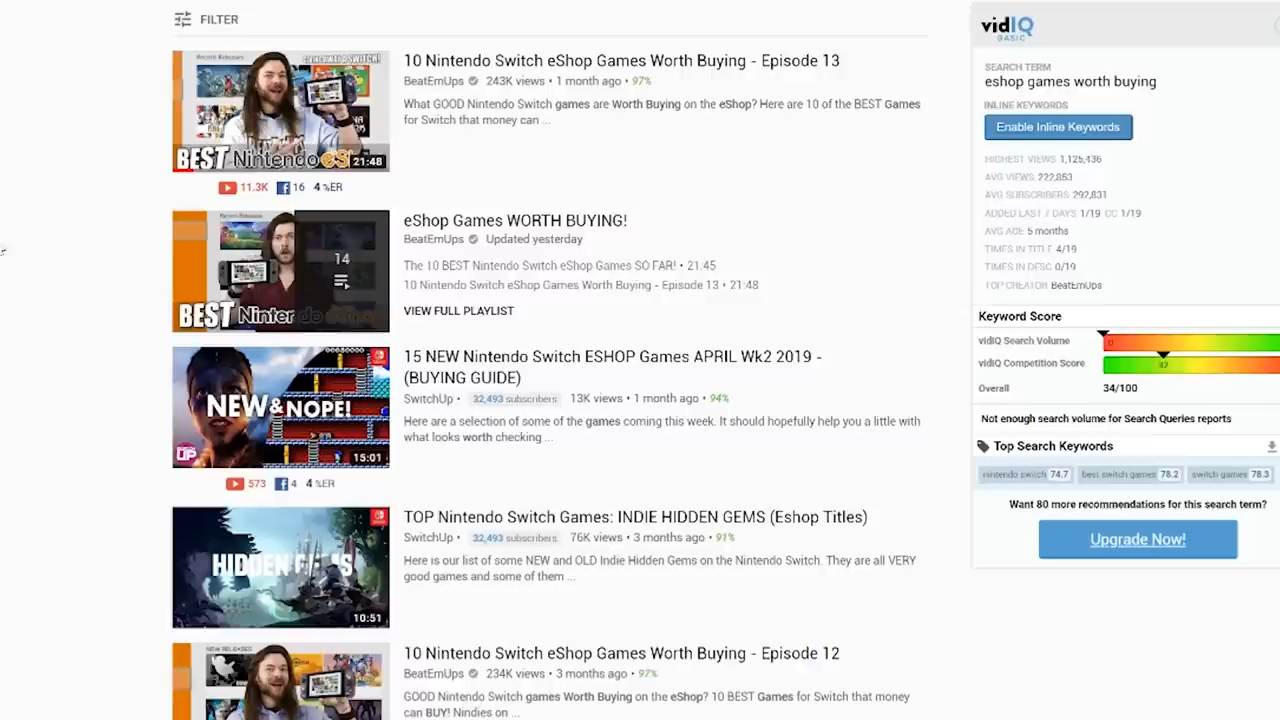 FILTER
10 Nintendo Switch eShop Games Worth Buying - Episode 13
BeatEmUps 243K views • 1 month ago • 97%
What GOOD Nintendo Switch games are Worth Buying on the eShop? Here are 10 of the BEST Games
for Switch that money can ...
BEST Nintendo eS
21:48
11.3K 16 4 %ER
eShop Games WORTH BUYING!
BeatEmUps Updated yesterday
The 10 BEST Nintendo Switch eShop Games SO FAR! • 21:45
10 Nintendo Switch eShop Games Worth Buying - Episode 13 • 21:48
VIEW FULL PLAYLIST
14
BEST Nintendo
15 NEW Nintendo Switch ESHOP Games APRIL Wk2 2019 -
(BUYING GUIDE)
SwitchUp • 32,493 subscribers 13K views • 1 month ago • 94%
Here are a selection of some of the games coming this week. It should hopefully help you a little with
what looks worth checking ...
NEW & NOPE!
UP
15:01
573 4 4 %ER
TOP Nintendo Switch Games: INDIE HIDDEN GEMS (Eshop Titles)
SwitchUp • 32,493 subscribers 76K views • 3 months ago • 91%
Here is our list of some NEW and OLD Indie Hidden Gems on the Nintendo Switch. They are all VERY
good games and some of them ...
HIDDEN GEMS
10:51
10 Nintendo Switch eShop Games Worth Buying - Episode 12
BeatEmUps 234K views • 3 months ago • 97%
GOOD Nintendo Switch games Worth Buying on the eShop? 10 BEST Games for Switch that money
can BUY! Nindies on ...
vidIQ
BASIC
SEARCH TERM
eshop games worth buying
INLINE KEYWORDS
Enable Inline Keywords
HIGHEST VIEWS 1,125,436
AVG VIEWS 222,853
AVG SUBSCRIBERS 292,831
ADDED LAST 7 DAYS 1/19 CC 1/19
AVG AGE 5 months
TIMES IN TITLE 4/19
TIMES IN DESC 0/19
TOP CREATOR BeatEmUps
Keyword Score
vidIQ Search Volume 0
vidIQ Competition Score
Overall 34/100
Not enough search volume for Search Queries reports
Top Search Keywords
nintendo switch 74.7 best switch games 78.2 switch games 78.3
Want 80 more recommendations for this search term?
Upgrade Now!